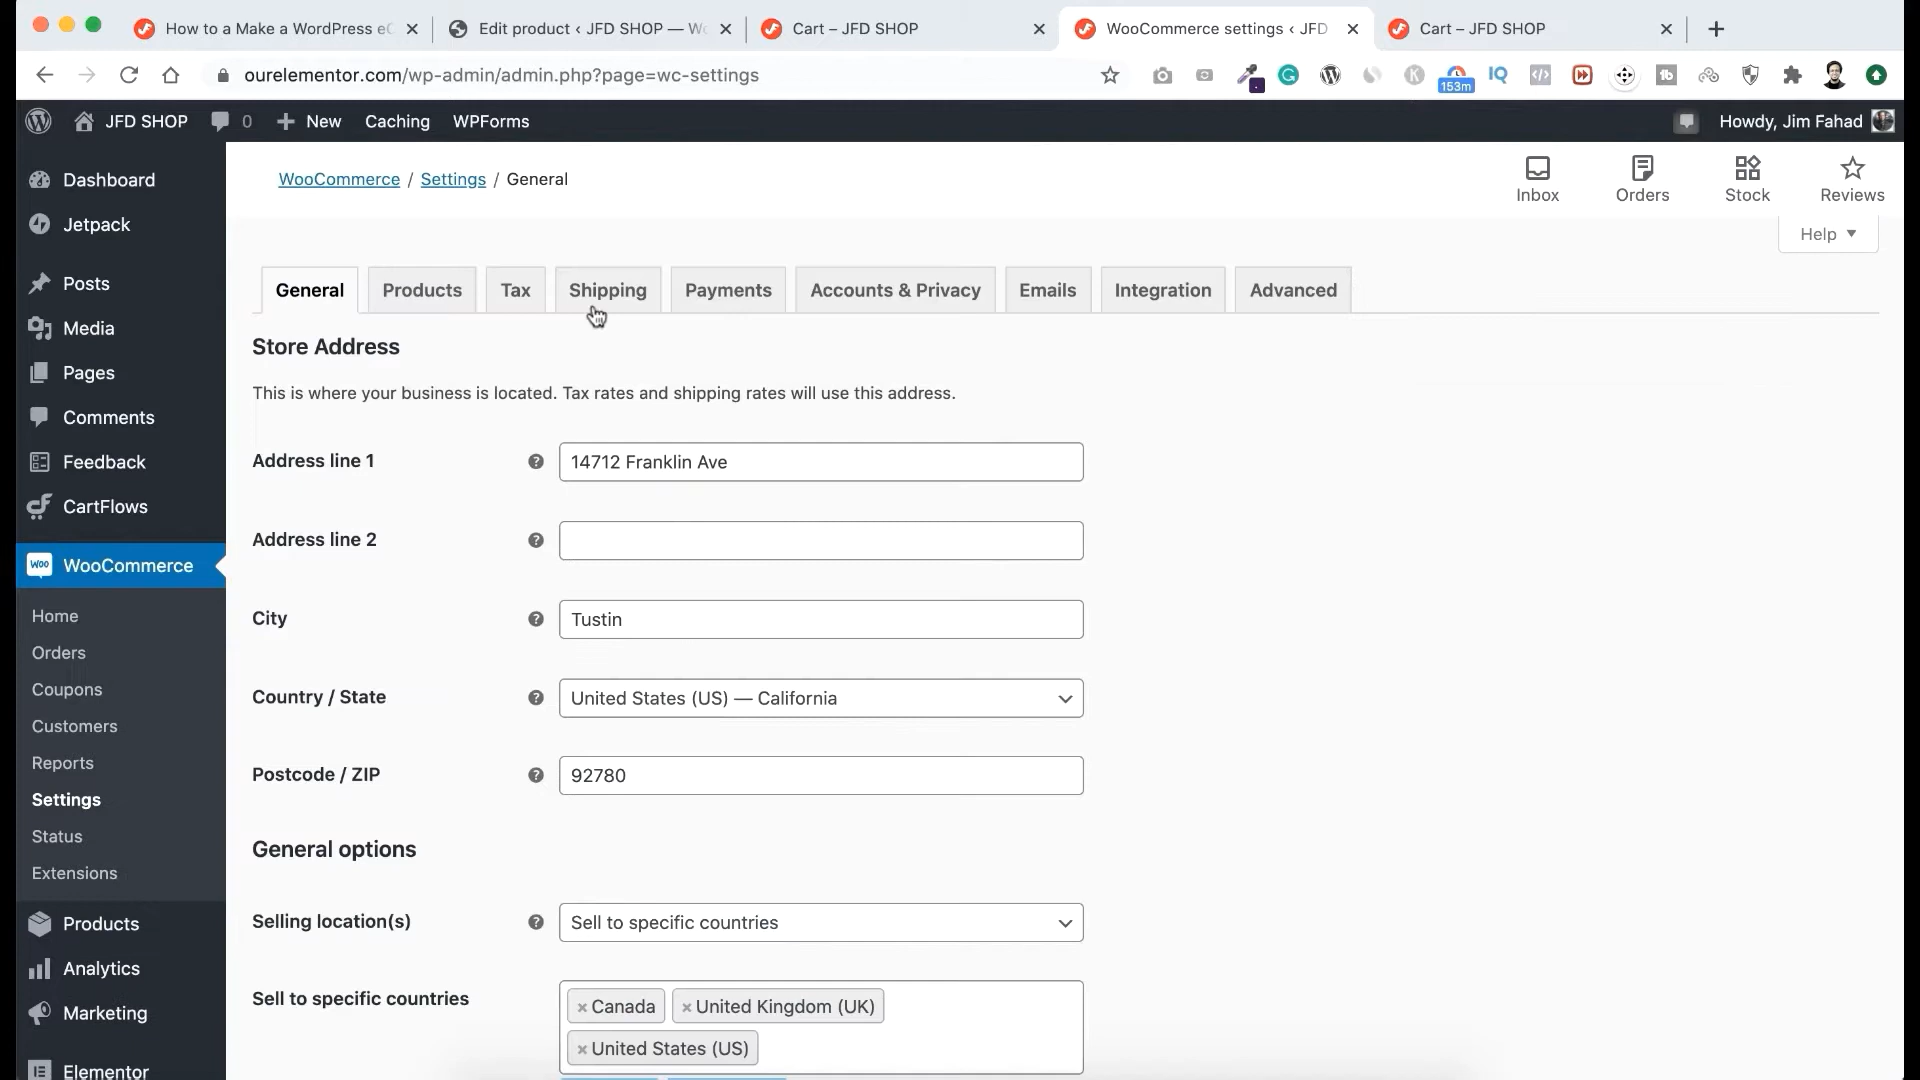 How to a Make a WordPress eC
Edit product ‹ JFD SHOP — Wo
Cart – JFD SHOP
WooCommerce settings ‹ JFD
Cart – JFD SHOP
ourelementor.com/wp-admin/admin.php?page=wc-settings
153m
IQ
JFD SHOP
0
New
Caching
WPForms
Howdy, Jim Fahad
Dashboard
Jetpack
Posts
Media
Pages
Comments
Feedback
CartFlows
Woo
WooCommerce
Home
Orders
Coupons
Customers
Reports
Settings
Status
Extensions
Products
Analytics
Marketing
Elementor
WooCommerce / Settings / General
Inbox
Orders
Stock
Reviews
Help
General
Products
Tax
Shipping
Payments
Accounts & Privacy
Emails
Integration
Advanced
Store Address
This is where your business is located. Tax rates and shipping rates will use this address.
Address line 1
14712 Franklin Ave
Address line 2
City
Tustin
Country / State
United States (US) — California
Postcode / ZIP
92780
General options
Selling location(s)
Sell to specific countries
Sell to specific countries
× Canada
× United Kingdom (UK)
× United States (US)